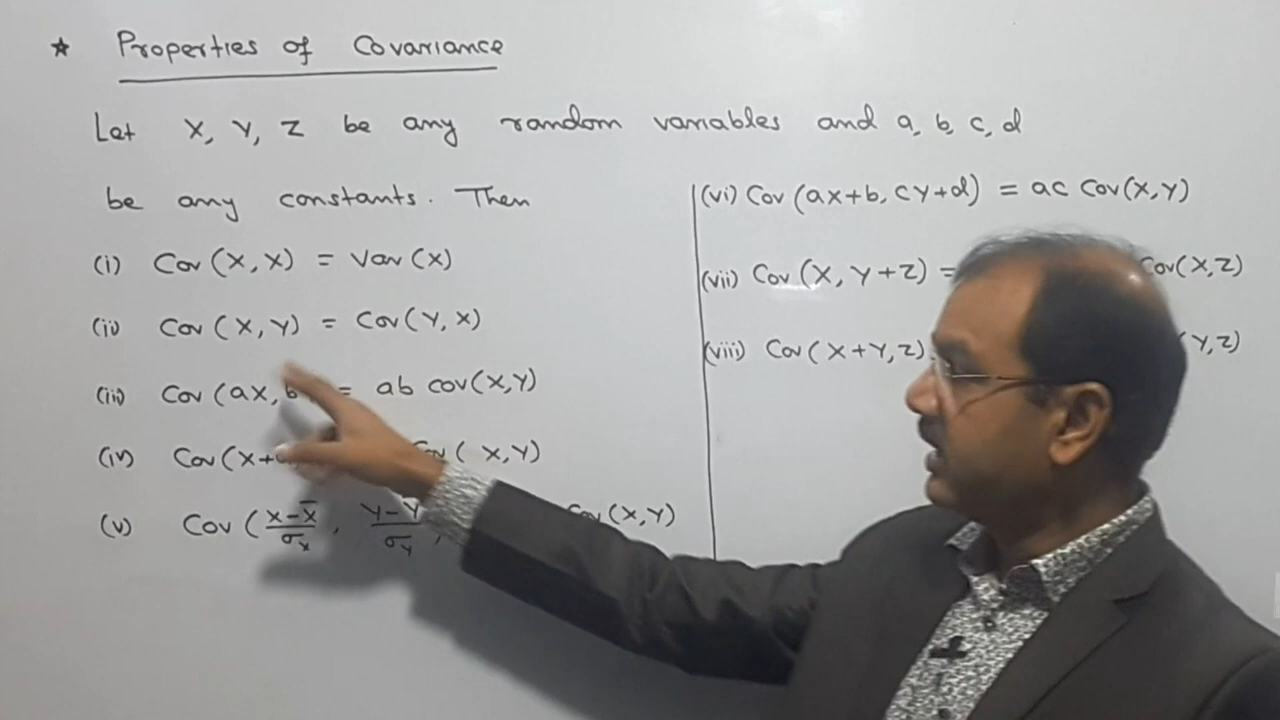 ★ Properties of Covariance
Let X, Y, Z be any random variables and a, b, c, d
be any constants. Then
(i) Cov (X, X) = Var (X)
(ii) Cov (X, Y) = Cov (Y, X)
(iii) Cov (aX, b = ab Cov (X,Y)
(iv) Cov (X+ Cov ( X,Y)
(v) Cov ( X-X̄/σₓ , Y-Y/σᵧ , Cov (X,Y)
(vi) Cov (aX+b, cY+d) = ac Cov(X,Y)
(vii) Cov (X, Y+Z) = Cov(X,Z)
(viii) Cov (X+Y,Z) Y,Z)